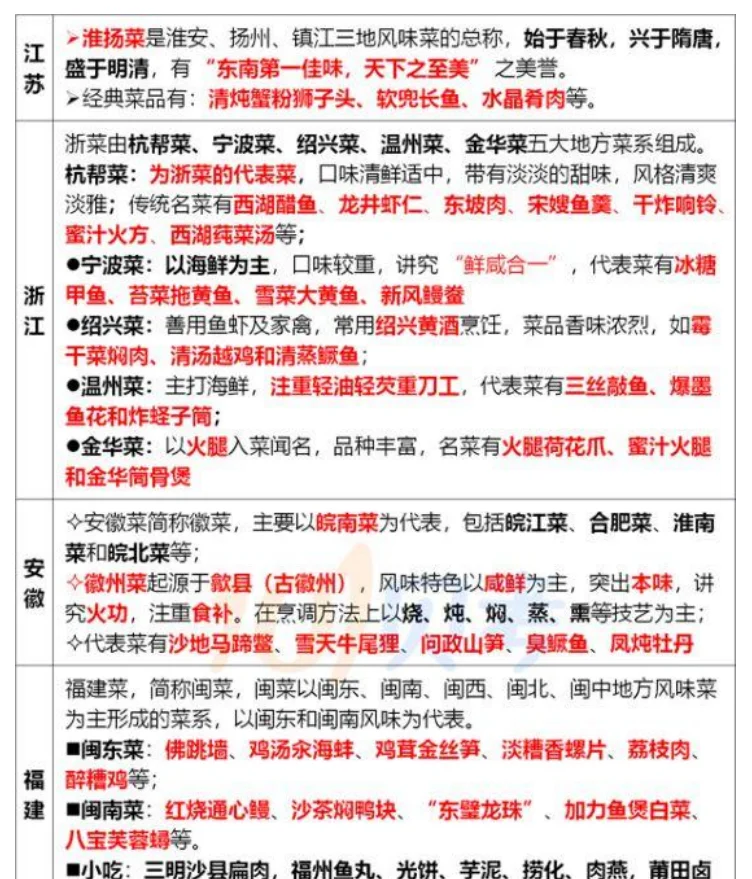 江苏
➢淮扬菜是淮安、扬州、镇江三地风味菜的总称，始于春秋，兴于隋唐，
盛于明清，有“东南第一佳味，天下之至美”之美誉。
➢经典菜品有：清炖蟹粉狮子头、软兜长鱼、水晶肴肉等。
浙江
浙菜由杭帮菜、宁波菜、绍兴菜、温州菜、金华菜五大地方菜系组成。
杭帮菜：为浙菜的代表菜，口味清鲜适中，带有淡淡的甜味，风格清爽
淡雅；传统名菜有西湖醋鱼、龙井虾仁、东坡肉、宋嫂鱼羹、干炸响铃、
蜜汁火方、西湖莼菜汤等；
●宁波菜：以海鲜为主，口味较重，讲究“鲜咸合一”，代表菜有冰糖
甲鱼、苔菜拖黄鱼、雪菜大黄鱼、新风鳗鲞
●绍兴菜：善用鱼虾及家禽，常用绍兴黄酒烹饪，菜品香味浓烈，如霉
干菜焖肉、清汤越鸡和清蒸鳜鱼；
●温州菜：主打海鲜，注重轻油轻芡重刀工，代表菜有三丝敲鱼、爆墨
鱼花和炸蛏子筒；
●金华菜：以火腿入菜闻名，品种丰富，名菜有火腿荷花爪、蜜汁火腿
和金华筒骨煲
安徽
✧安徽菜简称徽菜，主要以皖南菜为代表，包括皖江菜、合肥菜、淮南
菜和皖北菜等；
✧徽州菜起源于歙县（古徽州），风味特色以咸鲜为主，突出本味，讲
究火功，注重食补。在烹调方法上以烧、炖、焖、蒸、熏等技艺为主；
✧代表菜有沙地马蹄鳖、雪天牛尾狸、问政山笋、臭鳜鱼、凤炖牡丹
福建
福建菜，简称闽菜，闽菜以闽东、闽南、闽西、闽北、闽中地方风味菜
为主形成的菜系，以闽东和闽南风味为代表。
■闽东菜：佛跳墙、鸡汤氽海蚌、鸡茸金丝笋、淡糟香螺片、荔枝肉、
醉糟鸡等；
■闽南菜：红烧通心鳗、沙茶焖鸭块、“东璧龙珠”、加力鱼煲白菜、
八宝芙蓉蟳等。
■小吃：三明沙县扁肉，福州鱼丸、光饼、芋泥、捞化、肉燕，莆田卤